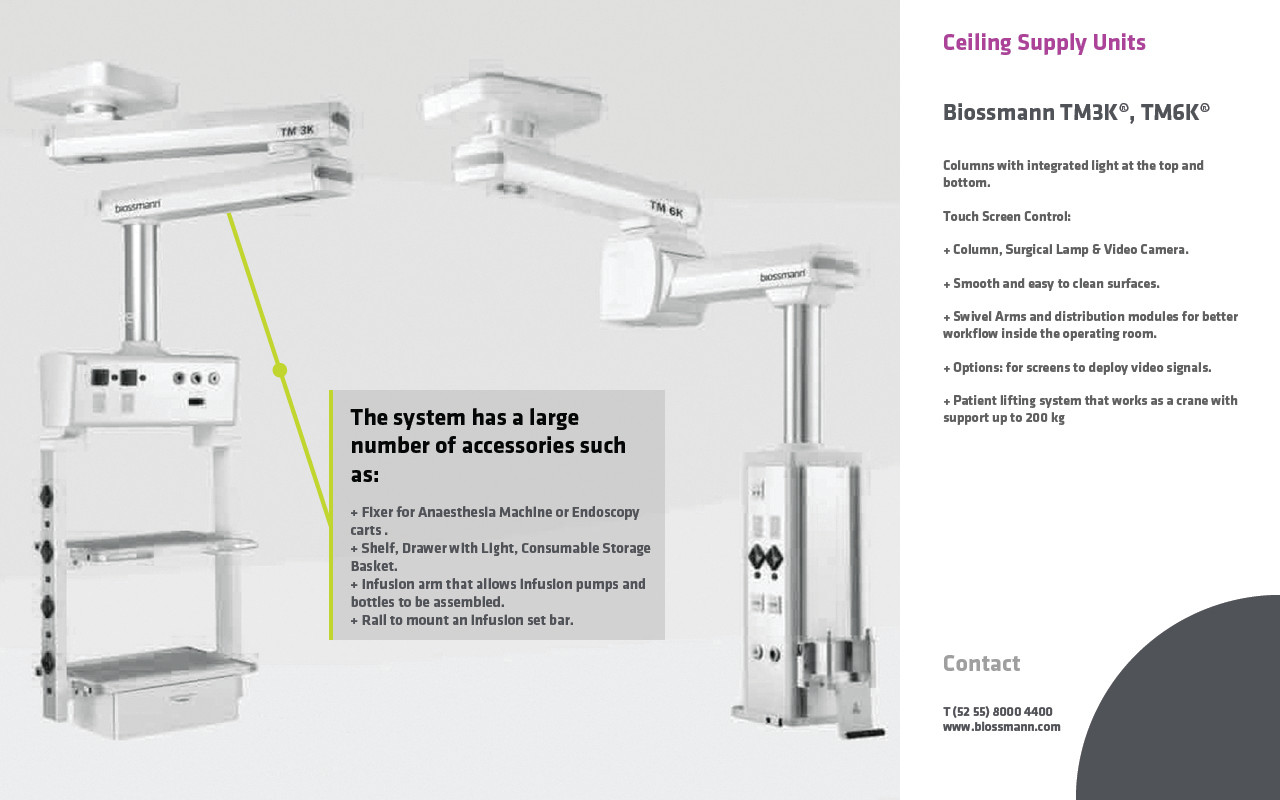 Ceiling Supply Units
Biossmann TM3K®, TM6K®
Columns with integrated light at the top and
bottom.
Touch Screen Control:
+ Column, Surgical Lamp & Video Camera.
+ Smooth and easy to clean surfaces.
+ Swivel Arms and distribution modules for better
workflow inside the operating room.
+ Options: for screens to deploy video signals.
+ Patient lifting system that works as a crane with
support up to 200 kg
TM 3K
biossmann
TM 6K
biossmann
The system has a large
number of accessories such
as:
+ Fixer for Anaesthesia Machine or Endoscopy
carts .
+ Shelf, Drawer with Light, Consumable Storage
Basket.
+ Infusion arm that allows infusion pumps and
bottles to be assembled.
+ Rail to mount an infusion set bar.
Contact
T (52 55) 8000 4400
www.biossmann.com